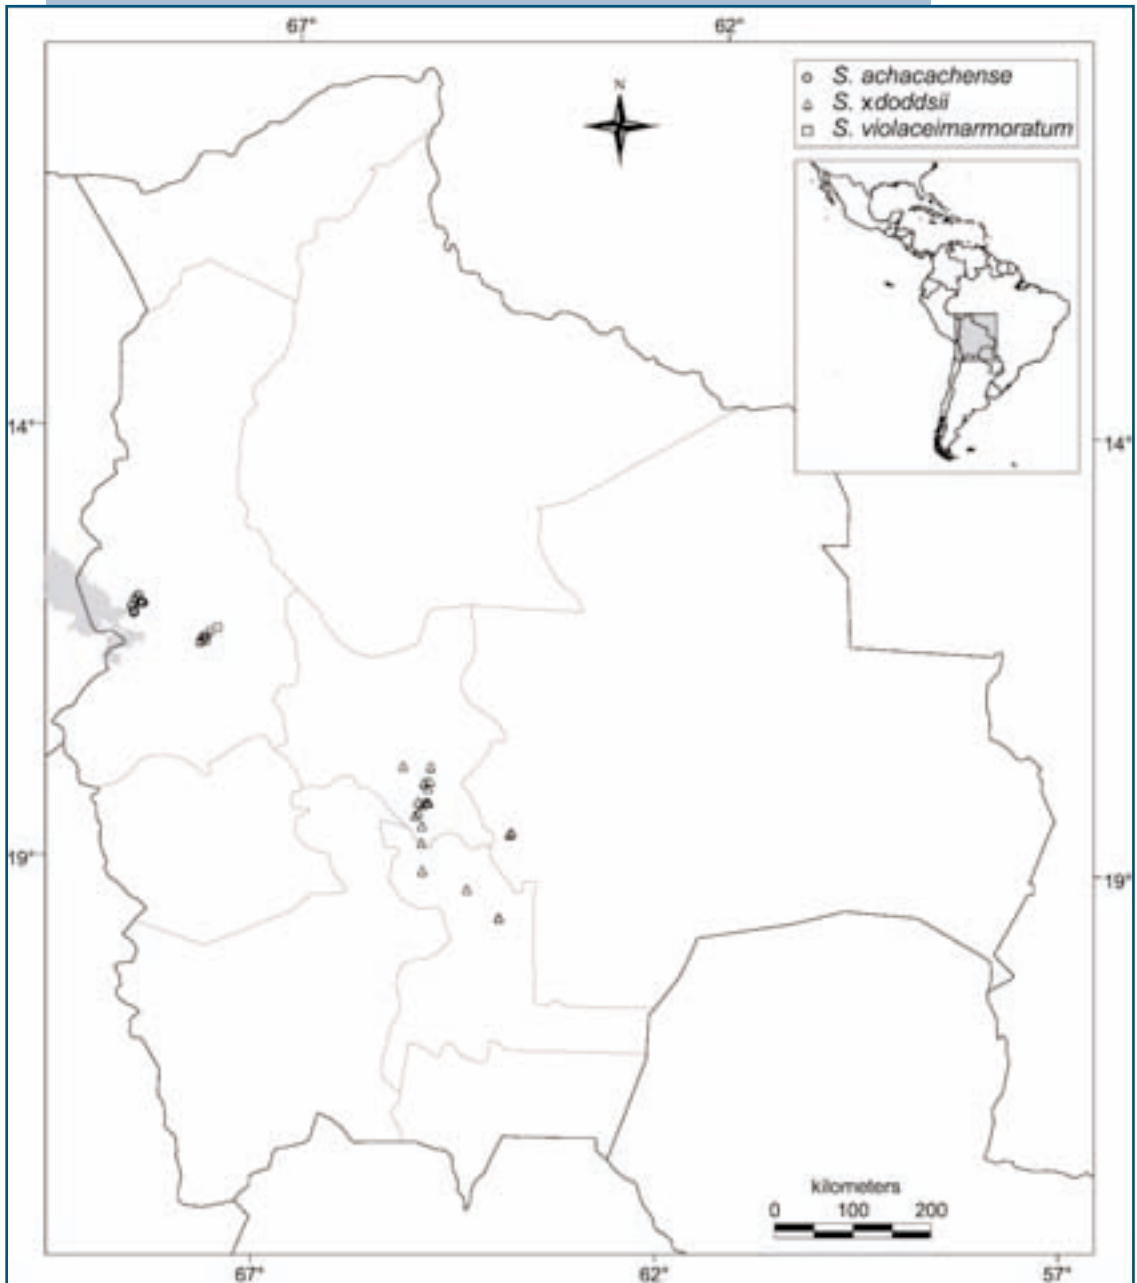 67° 62°
N
S. achacachense
S. xdoddsii
S. violaceimarmoratum
14° 14°
19° 19°
kilometers
0 100 200
67° 62° 57°